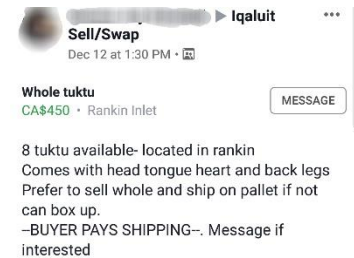 Iqaluit
Sell/Swap
Dec 12 at 1:30 PM ·
Whole tuktu
CA$450 · Rankin Inlet
MESSAGE
8 tuktu available- located in rankin
Comes with head tongue heart and back legs
Prefer to sell whole and ship on pallet if not
can box up.
--BUYER PAYS SHIPPING--. Message if
interested